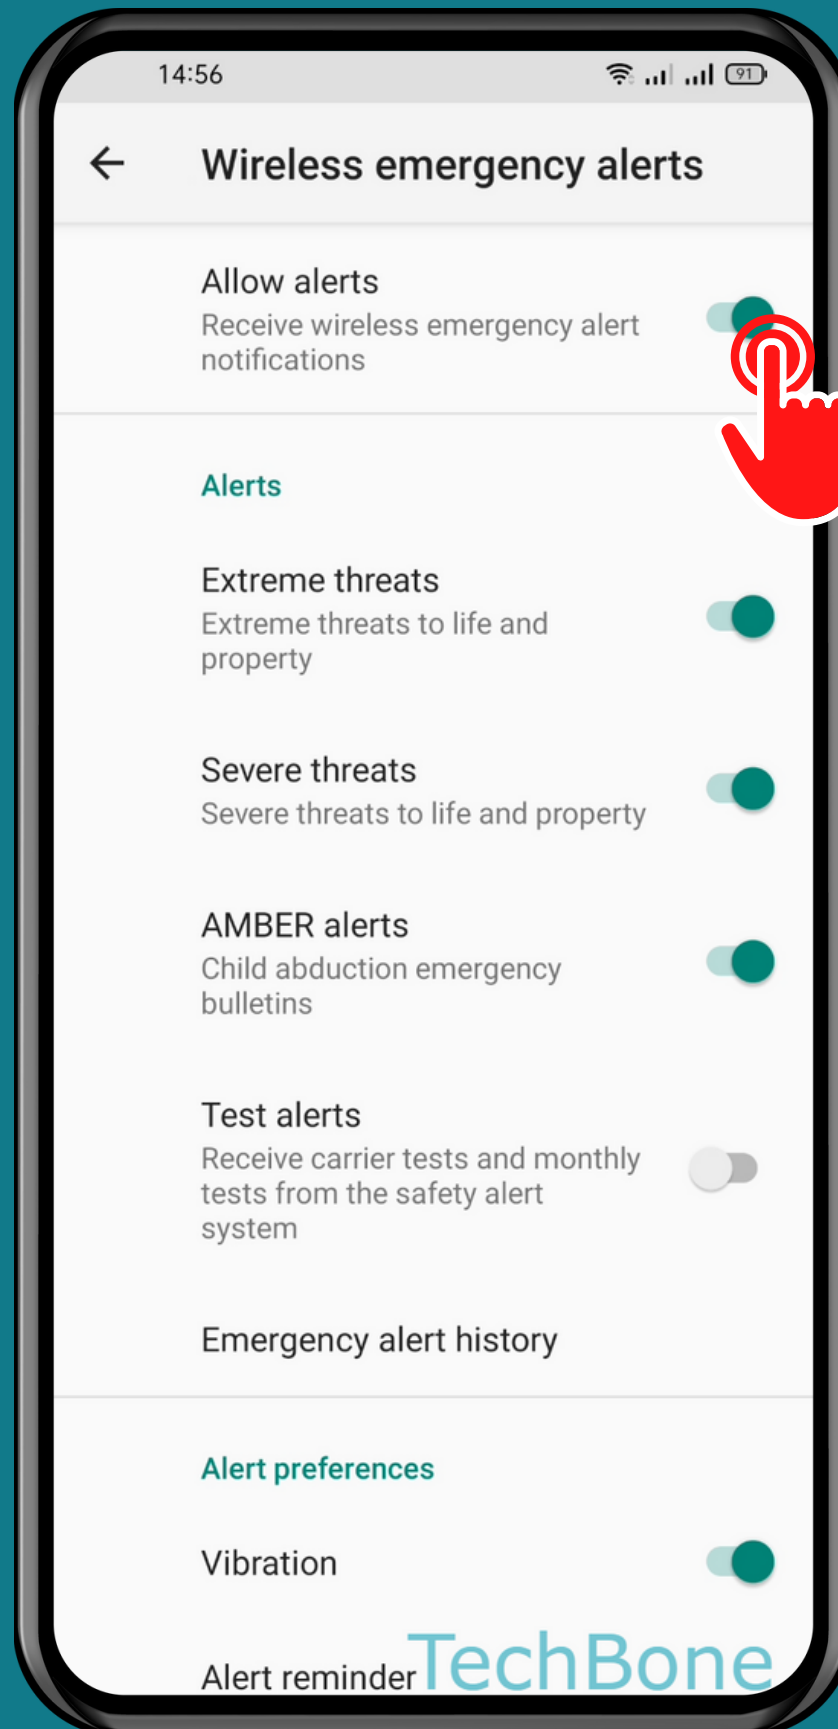 14:56
91
Wireless emergency alerts
Allow alerts
Receive wireless emergency alert
notifications
Alerts
Extreme threats
Extreme threats to life and
property
Severe threats
Severe threats to life and property
AMBER alerts
Child abduction emergency
bulletins
Test alerts
Receive carrier tests and monthly
tests from the safety alert
system
Emergency alert history
Alert preferences
Vibration
Alert reminder
TechBone